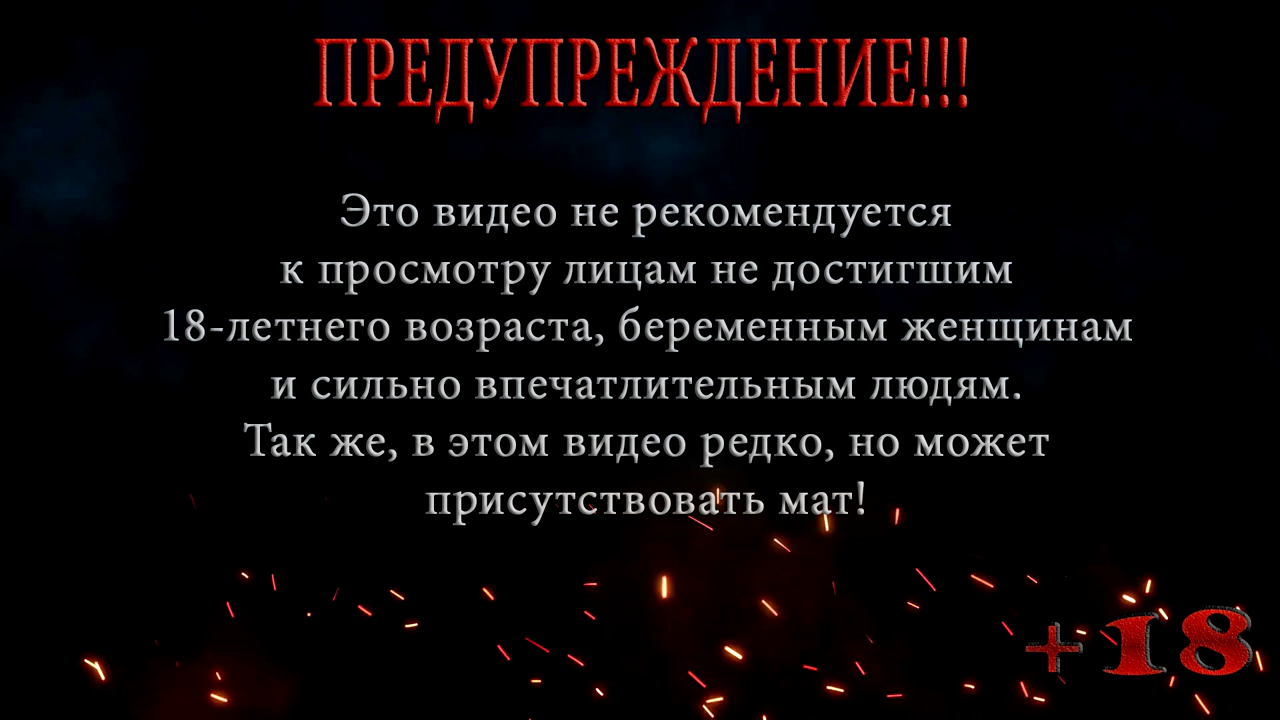 ПРЕДУПРЕЖДЕНИЕ!!!
Это видео не рекомендуется
к просмотру лицам не достигшим
18-летнего возраста, беременным женщинам
и сильно впечатлительным людям.
Так же, в этом видео редко, но может
присутствовать мат!
+18